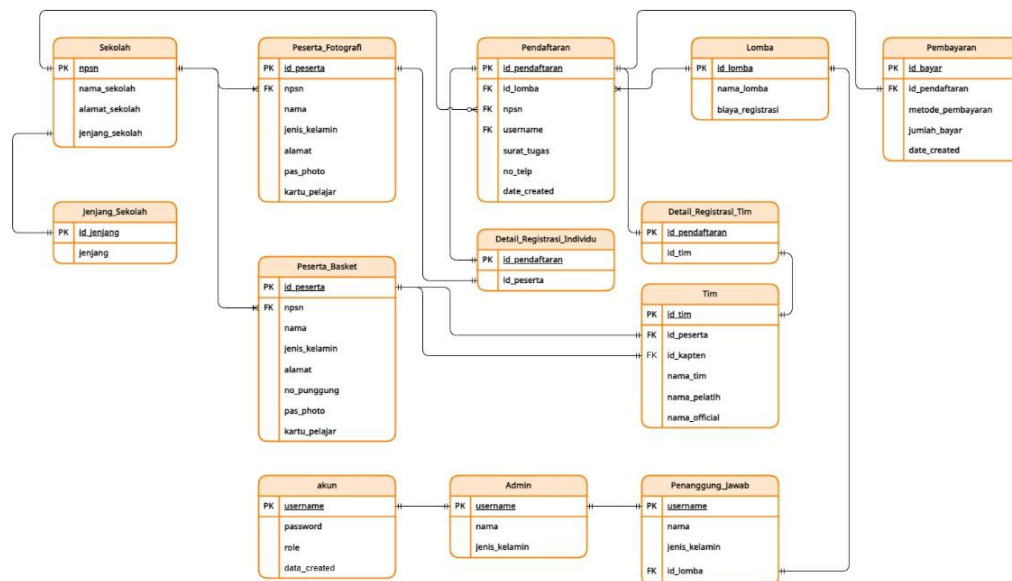 Sekolah
PK npsn
nama_sekolah
alamat_sekolah
jenjang_sekolah
Peserta_Fotografi
PK id_peserta
FK npsn
nama
jenis_kelamin
alamat
pas_photo
kartu_pelajar
Pendaftaran
PK id_pendaftaran
FK id_lomba
FK npsn
FK username
surat_tugas
no_telp
date_created
Lomba
PK id_lomba
nama_lomba
biaya_registrasi
Pembayaran
PK id_bayar
FK id_pendaftaran
metode_pembayaran
jumlah_bayar
date_created
Jenjang_Sekolah
PK id_jenjang
jenjang
Detail_Registrasi_Individu
PK id_pendaftaran
id_peserta
Detail_Registrasi_Tim
PK id_pendaftaran
id_tim
Peserta_Basket
PK id_peserta
FK npsn
nama
jenis_kelamin
alamat
no_punggung
pas_photo
kartu_pelajar
Tim
PK id_tim
FK id_peserta
FK id_kapten
nama_tim
nama_pelatih
nama_official
akun
PK username
password
role
data_created
Admin
PK username
nama
jenis_kelamin
Penanggung_Jawab
PK username
nama
jenis_kelamin
FK id_lomba